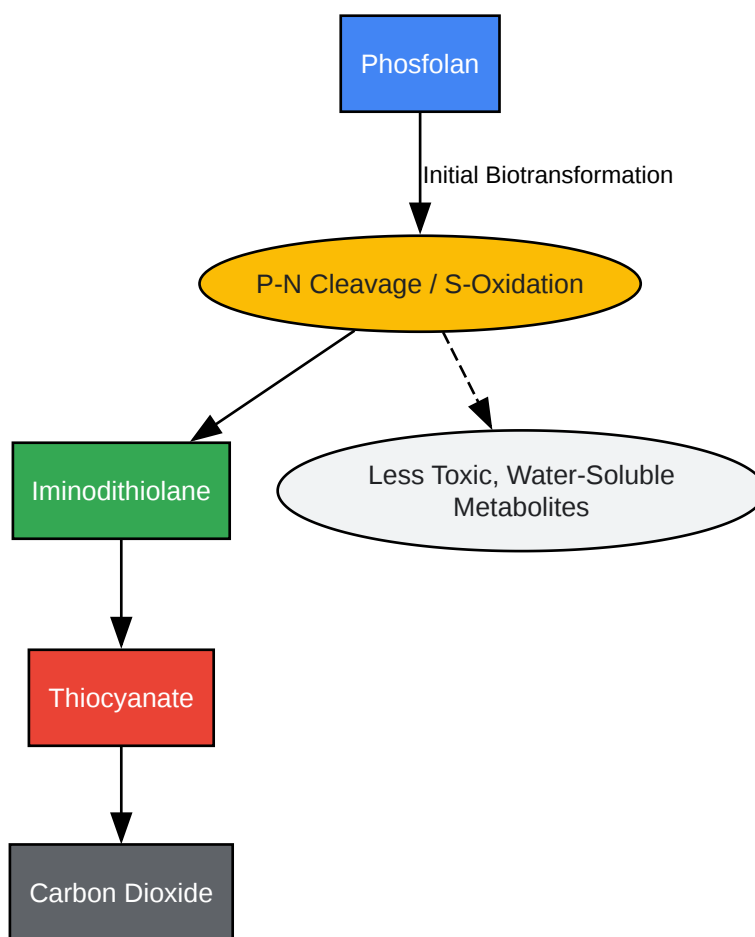 Phosfolan
Initial Biotransformation
P-N Cleavage / S-Oxidation
Iminodithiolane
Less Toxic, Water-Soluble
Metabolites
Thiocyanate
Carbon Dioxide